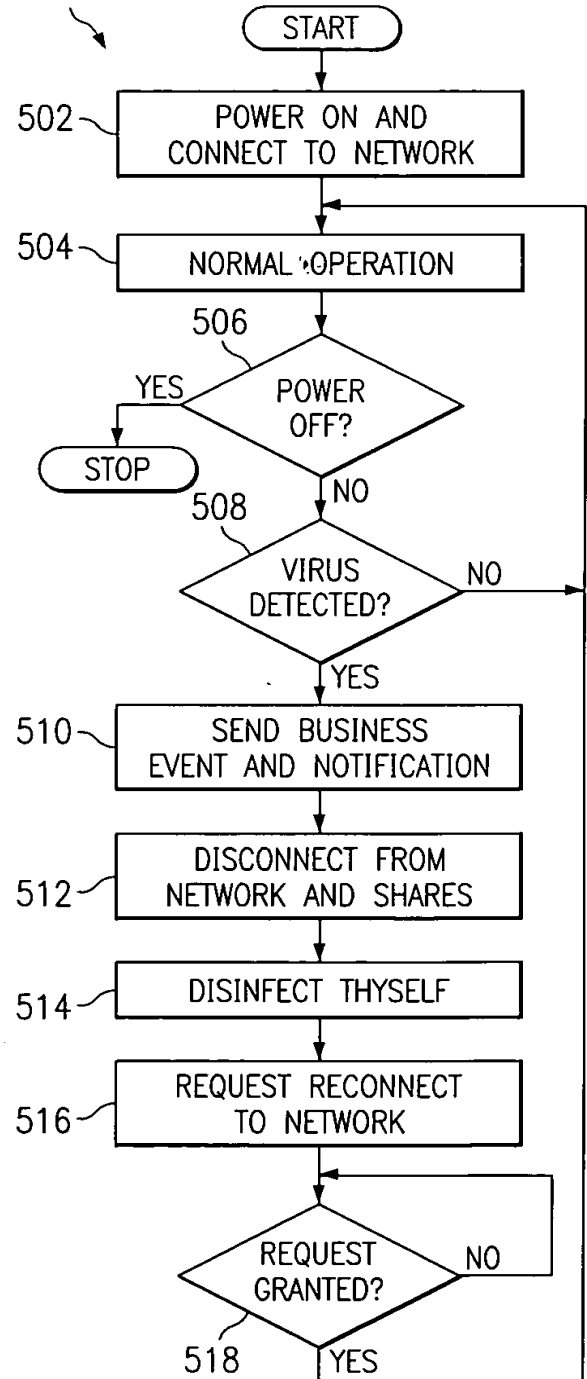 START
502
POWER ON AND
CONNECT TO NETWORK
504
NORMAL OPERATION
506
YES
POWER
OFF?
STOP
NO
508
VIRUS
DETECTED?
NO
YES
510
SEND BUSINESS
EVENT AND NOTIFICATION
512
DISCONNECT FROM
NETWORK AND SHARES
514
DISINFECT THYSELF
516
REQUEST RECONNECT
TO NETWORK
REQUEST
GRANTED?
NO
518
YES